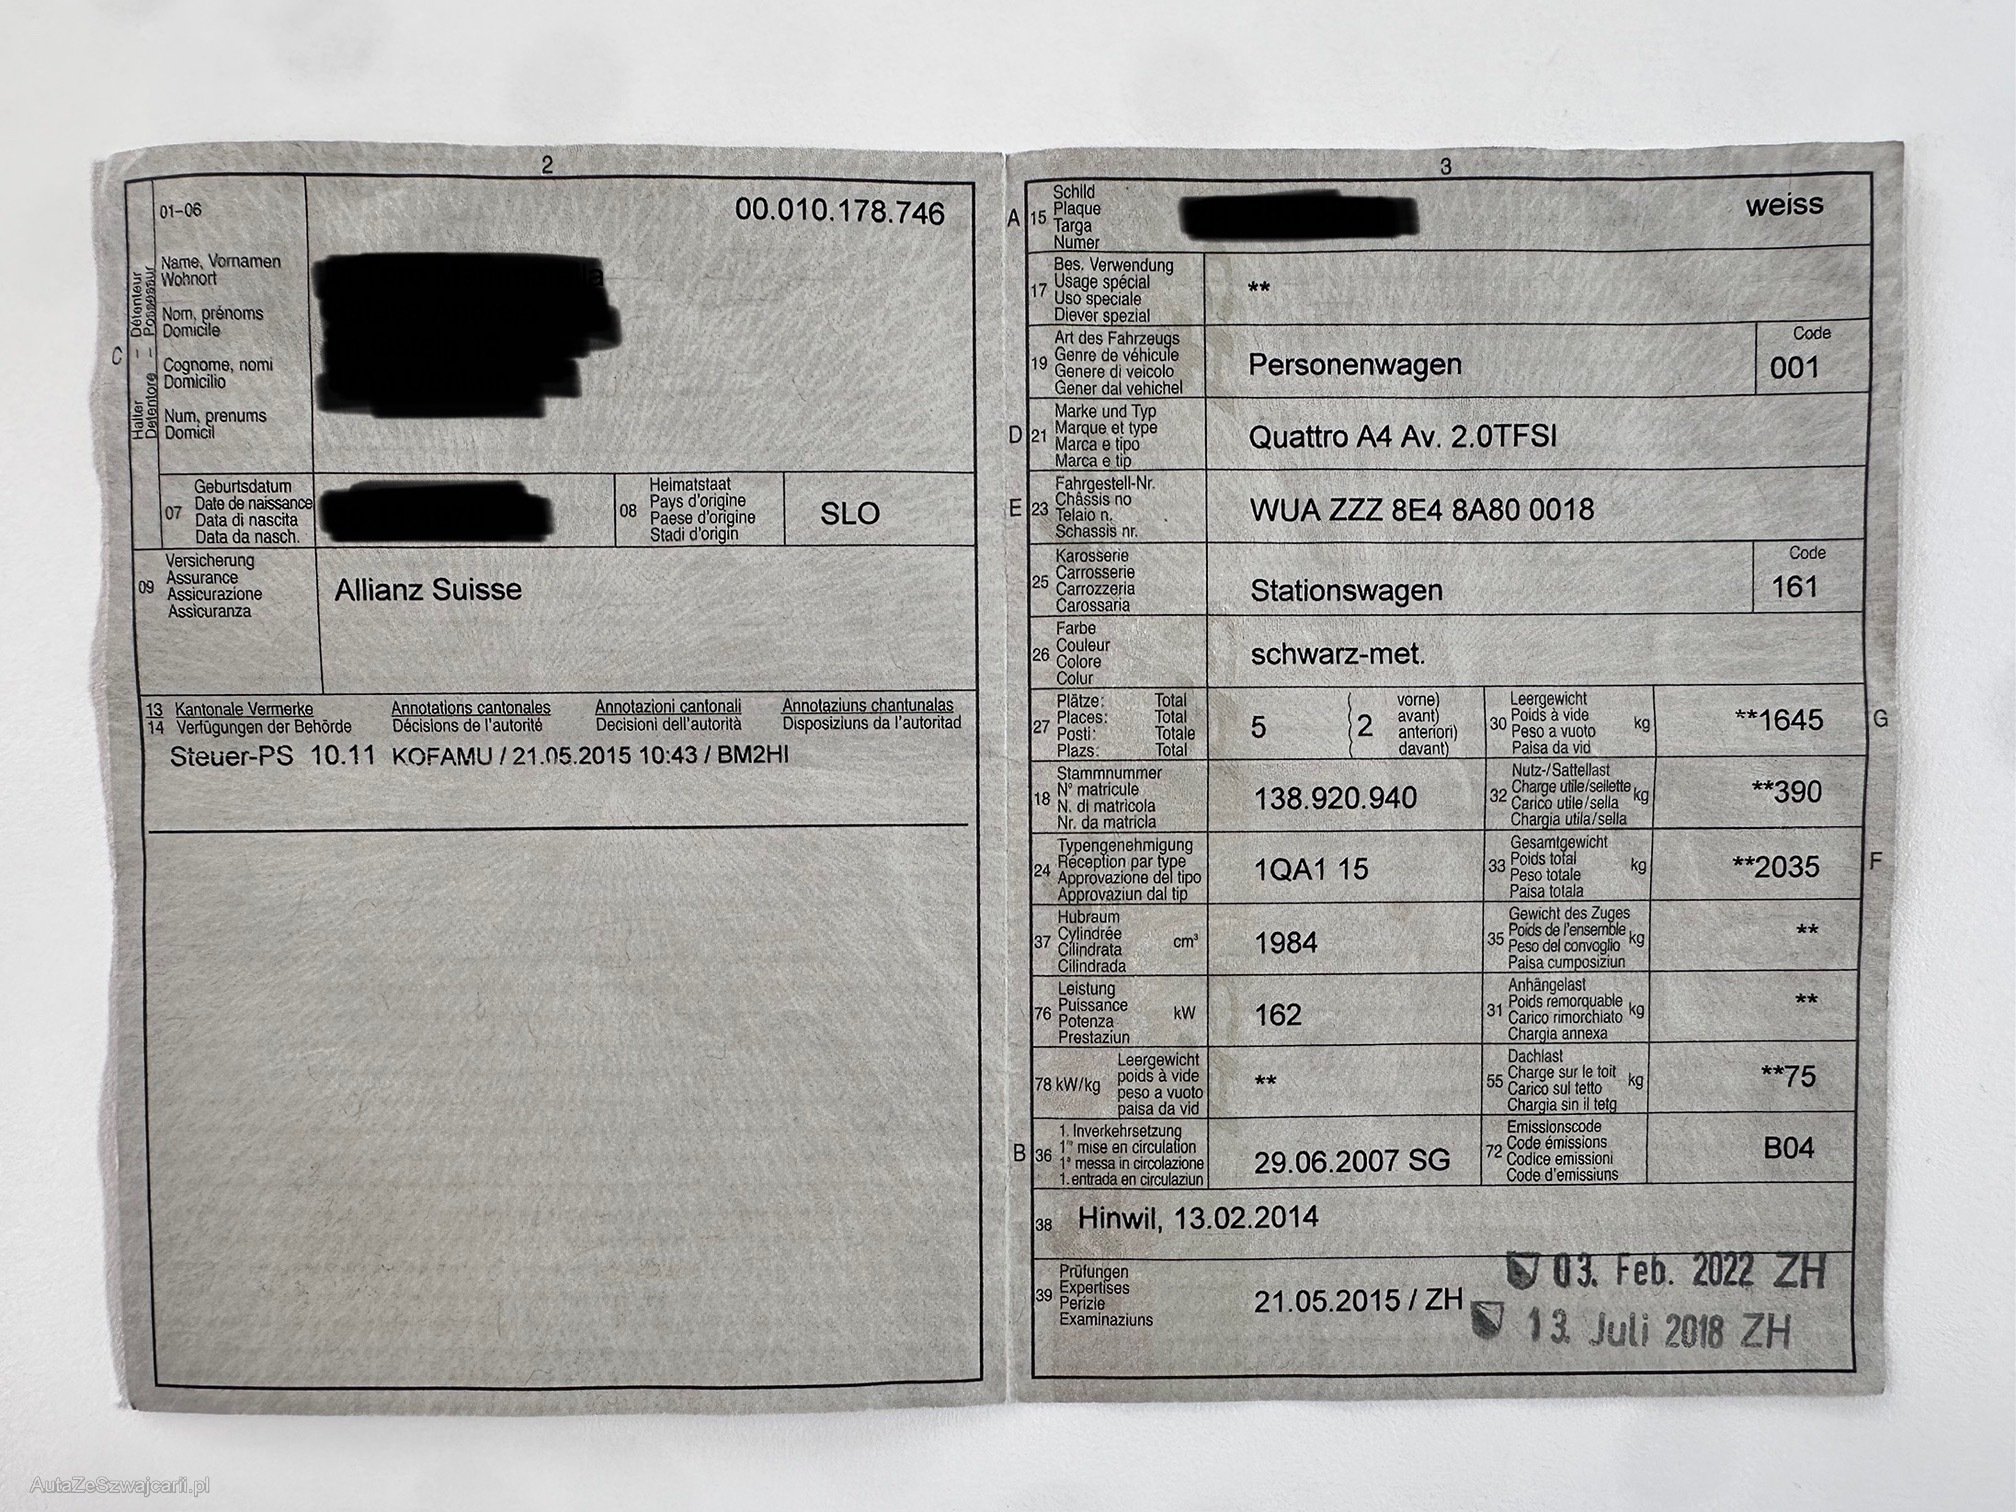 2
01-06
00.010.178.746
C
Halter – Détenteur
Detentore – Possessur
Name, Vornamen
Wohnort
Nom, prénoms
Domicile
Cognome, nomi
Domicilio
Num, prenums
Domicil
07
Geburtsdatum
Date de naissance
Data di nascita
Data da nasch.
08
Heimatstaat
Pays d'origine
Paese d'origine
Stadi d'origin
SLO
09
Versicherung
Assurance
Assicurazione
Assicuranza
Allianz Suisse
13 Kantonale Vermerke Annotations cantonales Annotazioni cantonali Annotaziuns chantunalas
14 Verfügungen der Behörde Décisions de l'autorité Decisioni dell'autorità Disposiziuns da l'autoritad
Steuer-PS 10.11 KOFAMU / 21.05.2015 10:43 / BM2HI
3
A 15
Schild
Plaque
Targa
Numer
weiss
17
Bes. Verwendung
Usage spécial
Uso speciale
Diever spezial
**
19
Art des Fahrzeugs
Genre de véhicule
Genere di veicolo
Gener dal vehichel
Personenwagen
Code
001
D 21
Marke und Typ
Marque et type
Marca e tipo
Marca e tip
Quattro A4 Av. 2.0TFSI
E 23
Fahrgestell-Nr.
Châssis no
Telaio n.
Schassis nr.
WUA ZZZ 8E4 8A80 0018
25
Karosserie
Carrosserie
Carrozzeria
Carossaria
Stationswagen
Code
161
26
Farbe
Couleur
Colore
Colur
schwarz-met.
27
Plätze: Total
Places: Total
Posti: Totale
Plazs: Total
5
( vorne)
( 2 avant)
( anteriori)
( davant)
30
Leergewicht
Poids à vide
Peso a vuoto
Paisa da vid
kg
**1645
G
18
Stammnummer
N° matricule
N. di matricola
Nr. da matricla
138.920.940
32
Nutz-/Sattellast
Charge utile/sellette
Carico utile/sella
Chargia utila/sella
kg
**390
24
Typengenehmigung
Réception par type
Approvazione del tipo
Approvaziun dal tip
1QA1 15
33
Gesamtgewicht
Poids total
Peso totale
Paisa totala
kg
**2035
F
37
Hubraum
Cylindrée
Cilindrata
Cilindrada
cm³
1984
35
Gewicht des Zuges
Poids de l'ensemble
Peso del convoglio
Paisa cumposiziun
kg
**
76
Leistung
Puissance
Potenza
Prestaziun
kW
162
31
Anhängelast
Poids remorquable
Carico rimorchiato
Chargia annexa
kg
**
78 kW/kg
Leergewicht
poids à vide
peso a vuoto
paisa da vid
**
55
Dachlast
Charge sur le toit
Carico sul tetto
Chargia sin il tetg
kg
**75
B 36
1. Inverkehrsetzung
1re mise en circulation
1a messa in circolazione
1. entrada en circulaziun
29.06.2007 SG
72
Emissionscode
Code émissions
Codice emissioni
Code d'emissiuns
B04
38 Hinwil, 13.02.2014
39
Prüfungen
Expertises
Perizie
Examinaziuns
21.05.2015 / ZH
03. Feb. 2022 ZH
13. Juli 2018 ZH
AutaZeSzwajcarii.pl